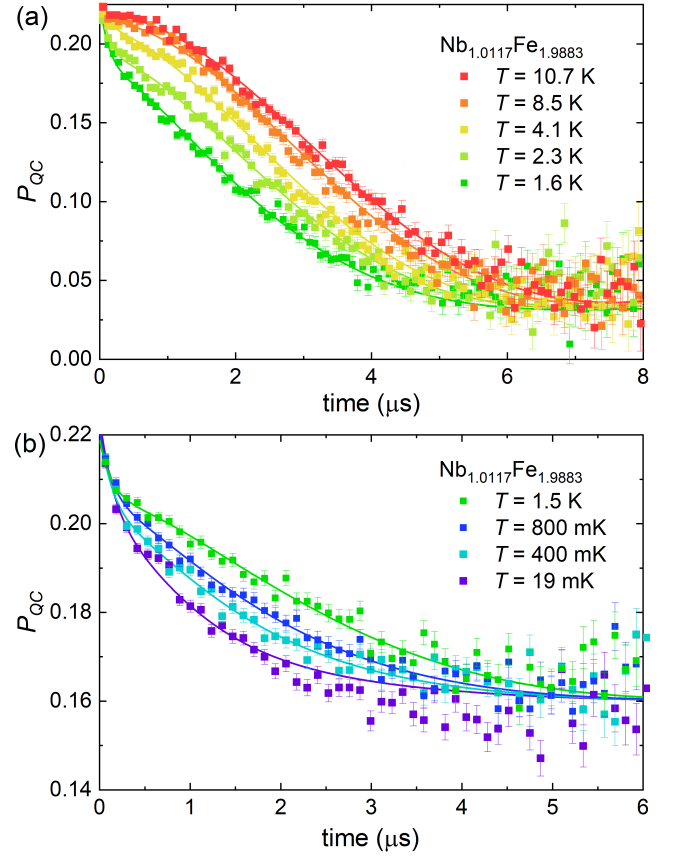 (a)
0.20
0.15
0.10
0.05
0.00
P_QC
Nb1.0117Fe1.9883
T = 10.7 K
T = 8.5 K
T = 4.1 K
T = 2.3 K
T = 1.6 K
0 2 4 6 8
time (μs)
(b)
0.22
0.20
0.18
0.16
0.14
P_QC
Nb1.0117Fe1.9883
T = 1.5 K
T = 800 mK
T = 400 mK
T = 19 mK
0 1 2 3 4 5 6
time (μs)